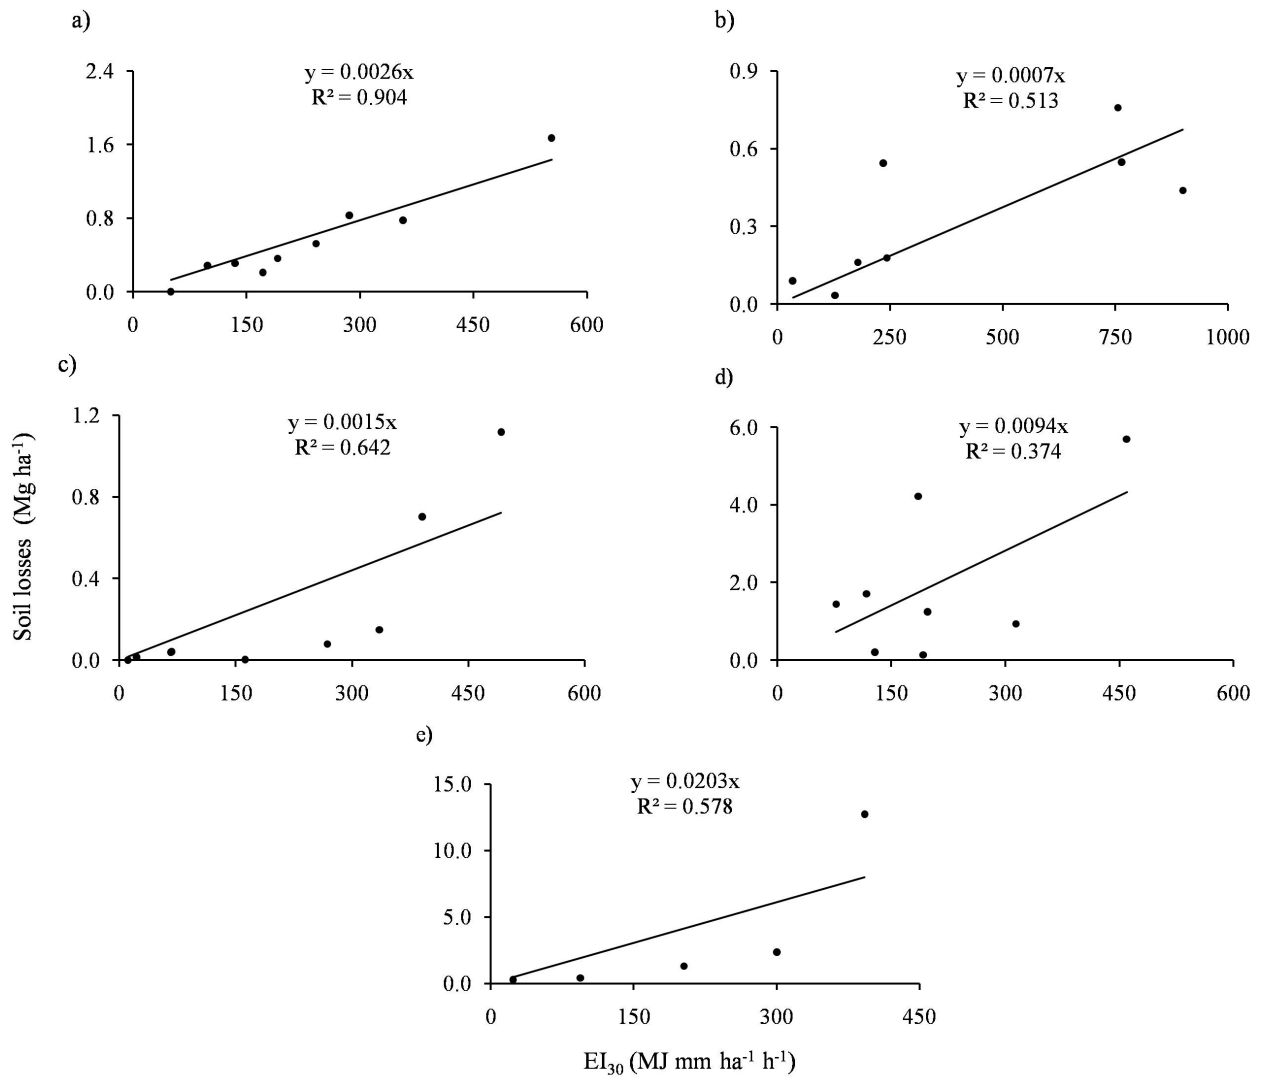 a)
y = 0.0026x
R² = 0.904
2.4
1.6
0.8
0.0
0 150 300 450 600
b)
y = 0.0007x
R² = 0.513
0.9
0.6
0.3
0.0
0 250 500 750 1000
c)
y = 0.0015x
R² = 0.642
1.2
0.8
0.4
0.0
0 150 300 450 600
d)
y = 0.0094x
R² = 0.374
6.0
4.0
2.0
0.0
0 150 300 450 600
e)
y = 0.0203x
R² = 0.578
15.0
10.0
5.0
0.0
0 150 300 450
Soil losses (Mg ha⁻¹)
EI₃₀ (MJ mm ha⁻¹ h⁻¹)